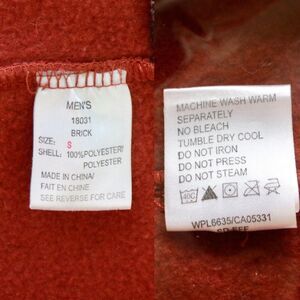 MEN'S
18031
BRICK
SIZE: S
SHELL: 100%POLYESTER/
POLYESTER
MADE IN CHINA/
FAIT EN CHINE
SEE REVERSE FOR CARE
MACHINE WASH WARM
SEPARATELY
NO BLEACH
TUMBLE DRY COOL
DO NOT IRON
DO NOT PRESS
DO NOT STEAM
40C
WPL6635/CA05331